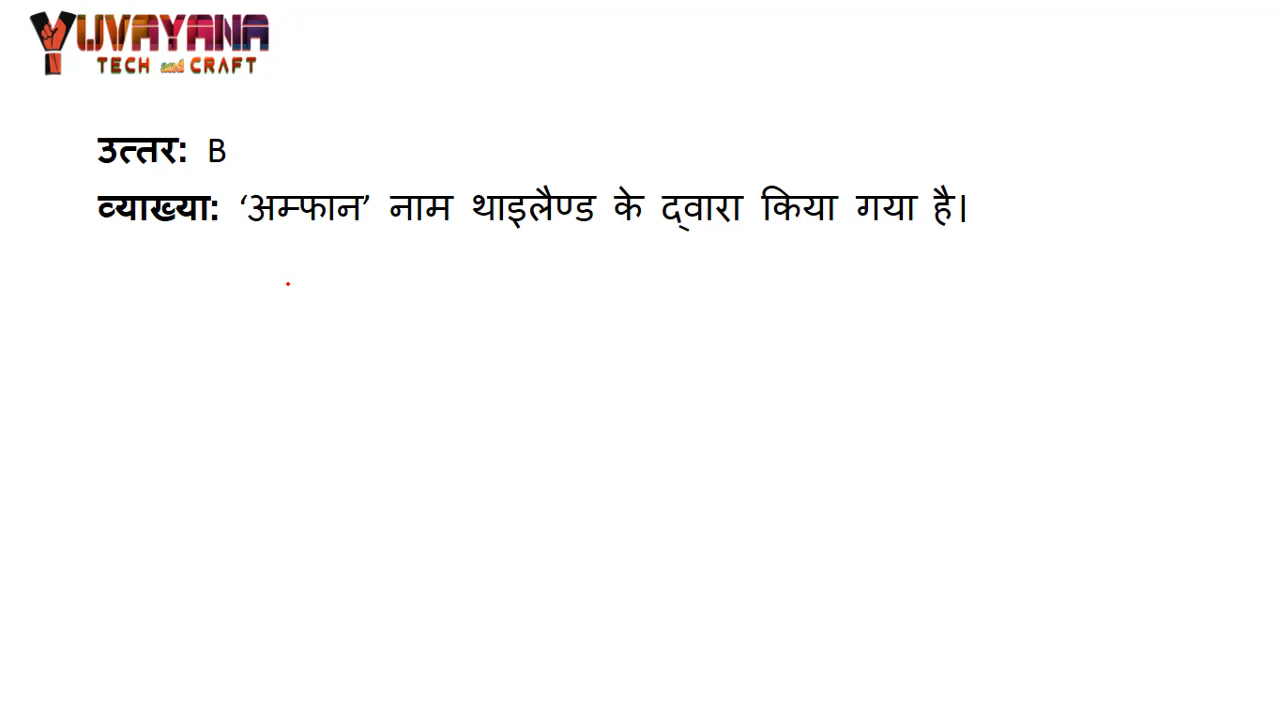 YUVAYANA
TECH and CRAFT
उत्तर: B
व्याख्या: ‘अम्फान’ नाम थाइलैण्ड के द्वारा किया गया है।